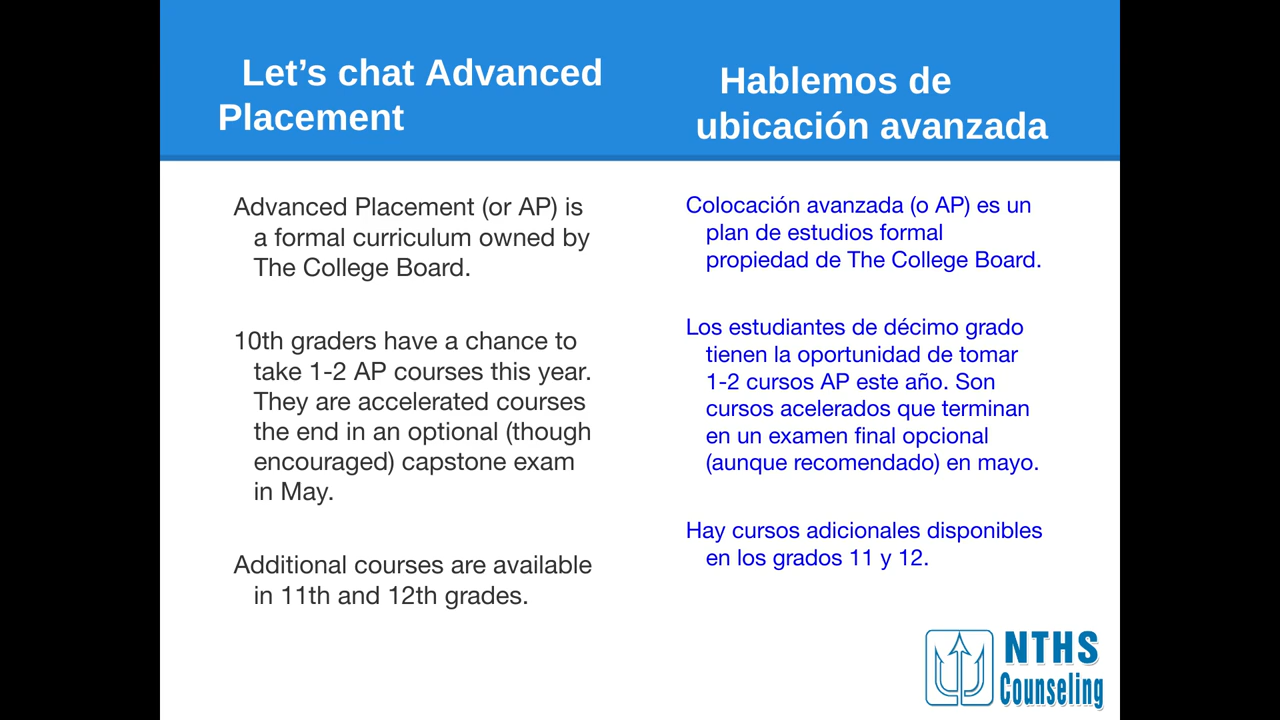 Let's chat Advanced
Placement
Hablemos de
ubicación avanzada
Advanced Placement (or AP) is
a formal curriculum owned by
The College Board.
10th graders have a chance to
take 1-2 AP courses this year.
They are accelerated courses
the end in an optional (though
encouraged) capstone exam
in May.
Additional courses are available
in 11th and 12th grades.
Colocación avanzada (o AP) es un
plan de estudios formal
propiedad de The College Board.
Los estudiantes de décimo grado
tienen la oportunidad de tomar
1-2 cursos AP este año. Son
cursos acelerados que terminan
en un examen final opcional
(aunque recomendado) en mayo.
Hay cursos adicionales disponibles
en los grados 11 y 12.
NTHS
Counseling